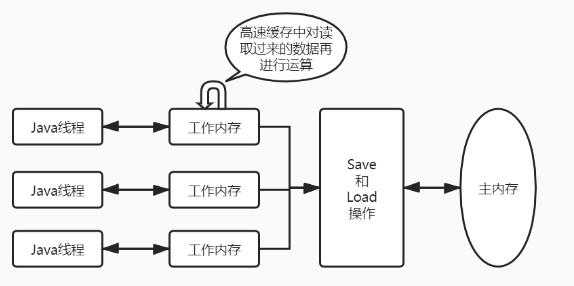 高速缓存中对读
取过来的数据再
进行运算
Java线程
工作内存
Java线程
工作内存
Java线程
工作内存
Save
和
Load
操作
主内存